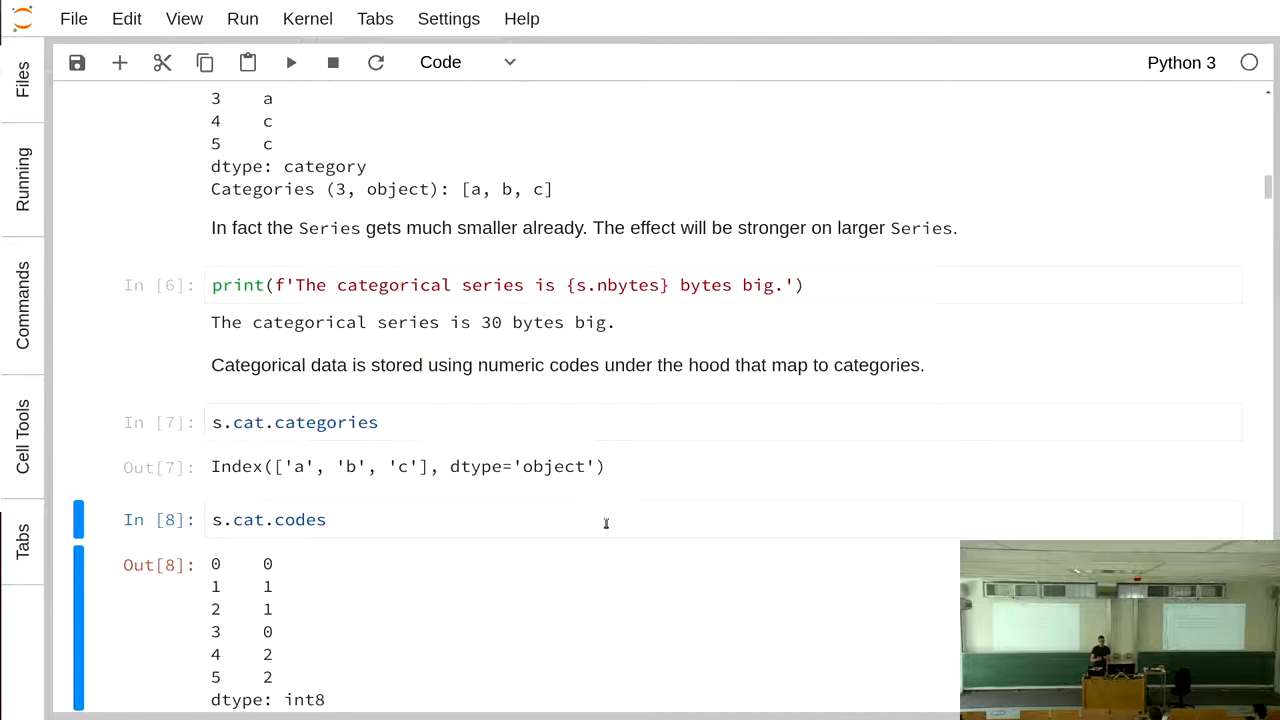 File Edit View Run Kernel Tabs Settings Help
Code
Python 3
Files
Running
Commands
Cell Tools
Tabs
3 a
4 c
5 c
dtype: category
Categories (3, object): [a, b, c]
In fact the Series gets much smaller already. The effect will be stronger on larger Series.
In [6]: print(f'The categorical series is {s.nbytes} bytes big.')
The categorical series is 30 bytes big.
Categorical data is stored using numeric codes under the hood that map to categories.
In [7]: s.cat.categories
Out[7]: Index(['a', 'b', 'c'], dtype='object')
In [8]: s.cat.codes
Out[8]: 0 0
1 1
2 1
3 0
4 2
5 2
dtype: int8